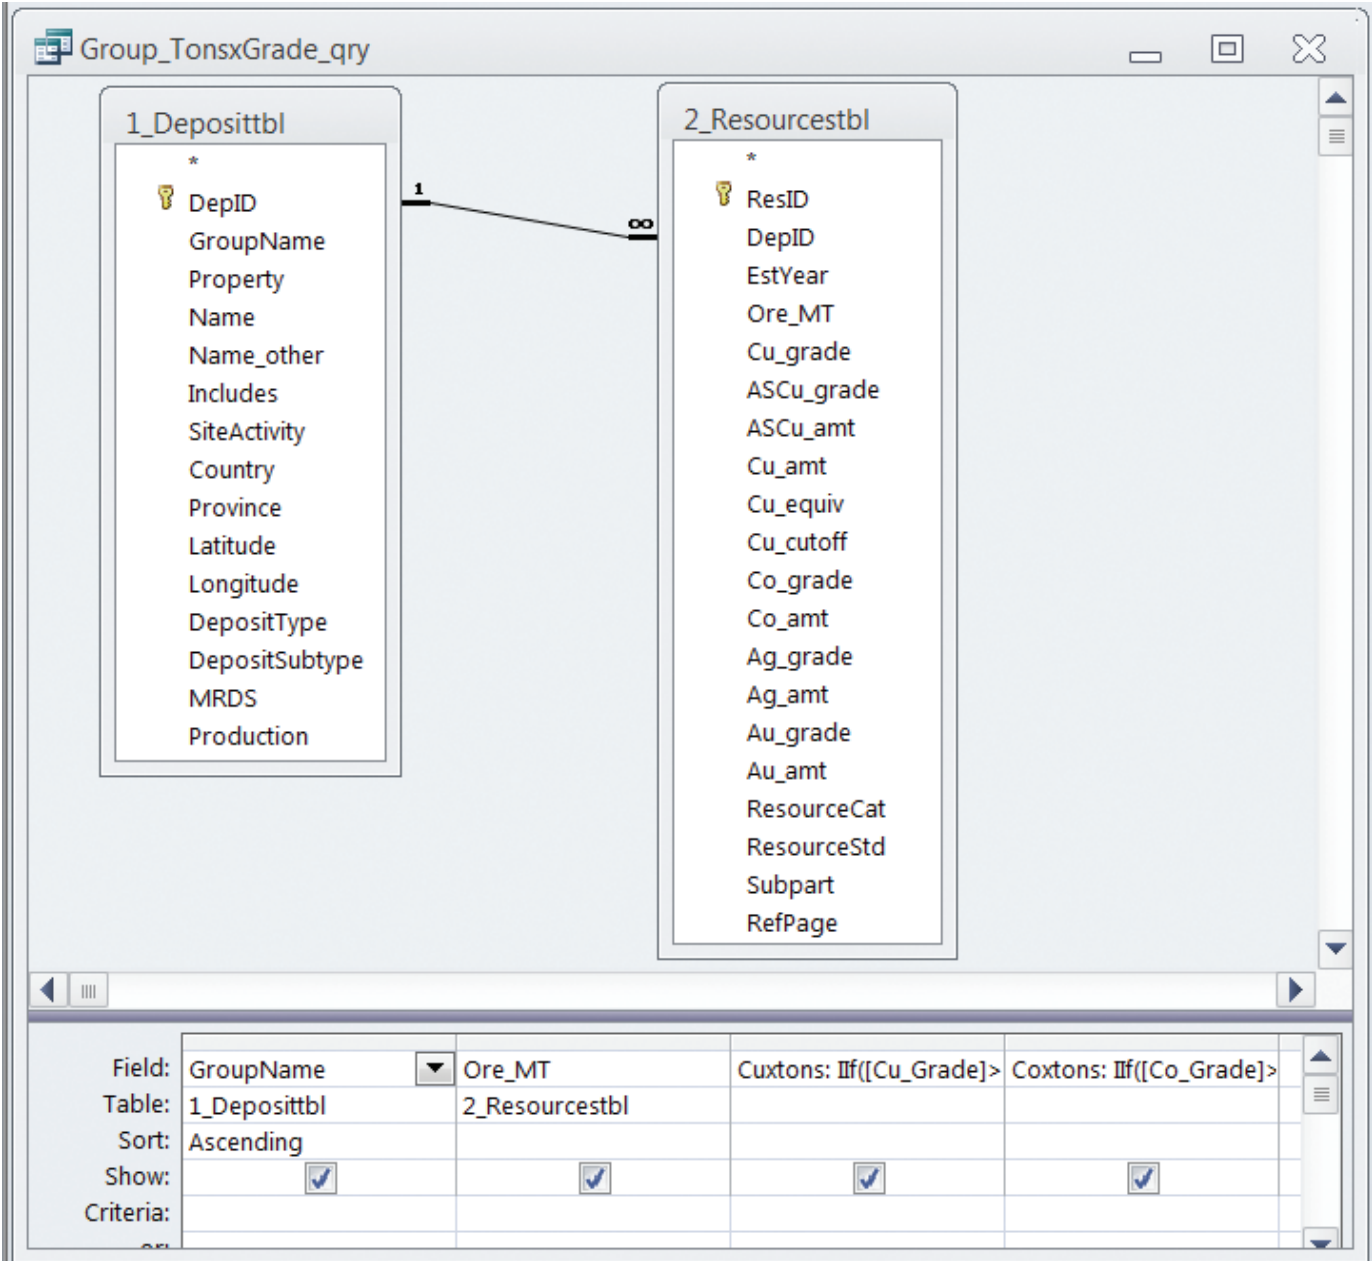 Group_TonsxGrade_qry
1_Deposittbl
*
DepID
GroupName
Property
Name
Name_other
Includes
SiteActivity
Country
Province
Latitude
Longitude
DepositType
DepositSubtype
MRDS
Production
1
∞
2_Resourcestbl
*
ResID
DepID
EstYear
Ore_MT
Cu_grade
ASCu_grade
ASCu_amt
Cu_amt
Cu_equiv
Cu_cutoff
Co_grade
Co_amt
Ag_grade
Ag_amt
Au_grade
Au_amt
ResourceCat
ResourceStd
Subpart
RefPage
Field: GroupName Ore_MT Cuxtons: IIf([Cu_Grade]> Coxtons: IIf([Co_Grade]>
Table: 1_Deposittbl 2_Resourcestbl
Sort: Ascending
Show:
Criteria:
or: